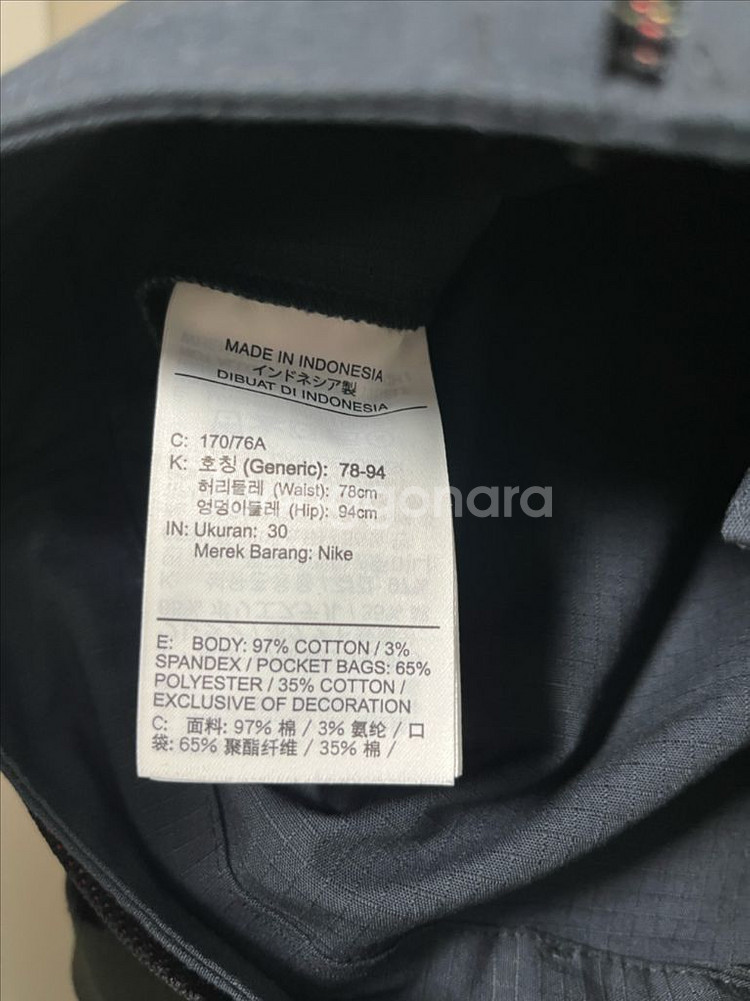 MADE IN INDONESIA
インドネシア製
DIBUAT DI INDONESIA
C: 170/76A
K: 호칭 (Generic): 78-94
허리둘레 (Waist): 78cm
엉덩이둘레 (Hip): 94cm
IN: Ukuran: 30
Merek Barang: Nike
E: BODY: 97% COTTON / 3%
SPANDEX / POCKET BAGS: 65%
POLYESTER / 35% COTTON /
EXCLUSIVE OF DECORATION
C: 面料: 97% 棉 / 3% 氨纶 / 口
袋: 65% 聚酯纤维 / 35% 棉 /